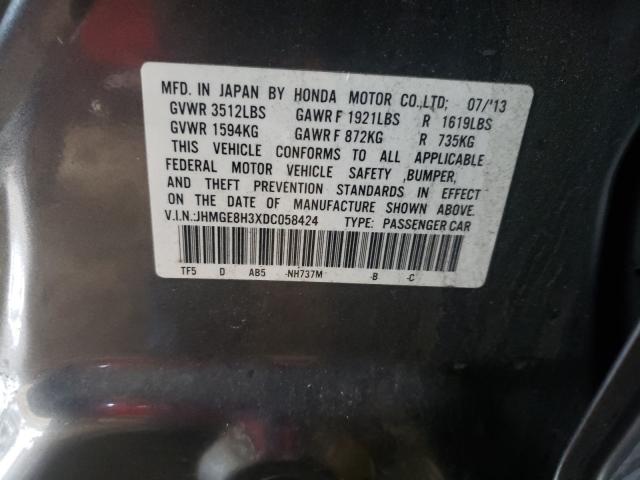 MFD. IN JAPAN BY HONDA MOTOR CO.,LTD; 07/'13
GVWR 3512LBS GAWR F 1921LBS R 1619LBS
GVWR 1594KG GAWR F 872KG R 735KG
THIS VEHICLE CONFORMS TO ALL APPLICABLE
FEDERAL MOTOR VEHICLE SAFETY ,BUMPER,
AND THEFT PREVENTION STANDARDS IN EFFECT
ON THE DATE OF MANUFACTURE SHOWN ABOVE.
V.I.N.:JHMGE8H3XDC058424 TYPE: PASSENGER CAR
TF5 D AB5 -NH737M -B -C